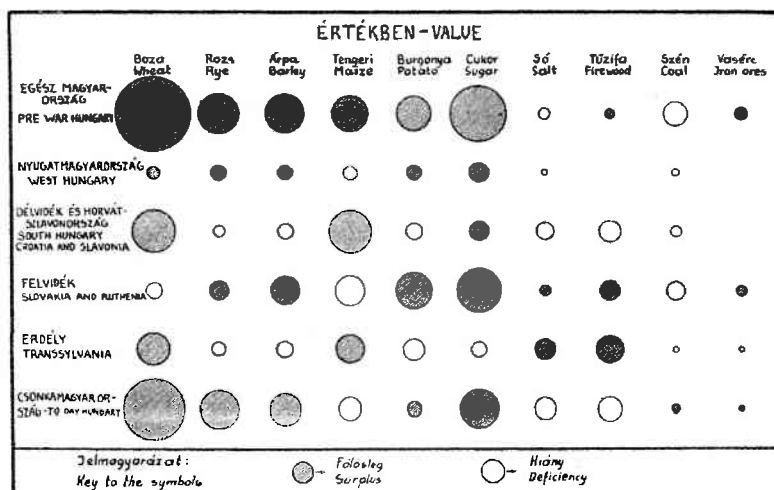 ÉRTÉKBEN-VALUE
Buza Rozs Árpa Tengeri Burgonya Cukor Só Tűzifa Szén Vasérc
Wheat Rye Barley Maize Potato Sugar Salt Firewood Coal Iron ores
EGÉSZ MAGYAR-
ORSZÁG
PRE WAR HUNGARY
NYUGATMAGYARORSZÁG
WEST HUNGARY
DÉLVIDÉK ÉS HORVÁT-
SZLAVONORSZÁG
SOUTH HUNGARY
CROATIA AND SLAVONIA
FELVIDÉK
SLOVAKIA AND RUTHENIA
ERDÉLY
TRANSSYLVANIA
CSONKAMAGYAROR-
SZÁG-TO DAY HUNGARY
Jelmagyarázat:
Key to the symbols
Fölösleg
Surplus
Hiány
Deficiency